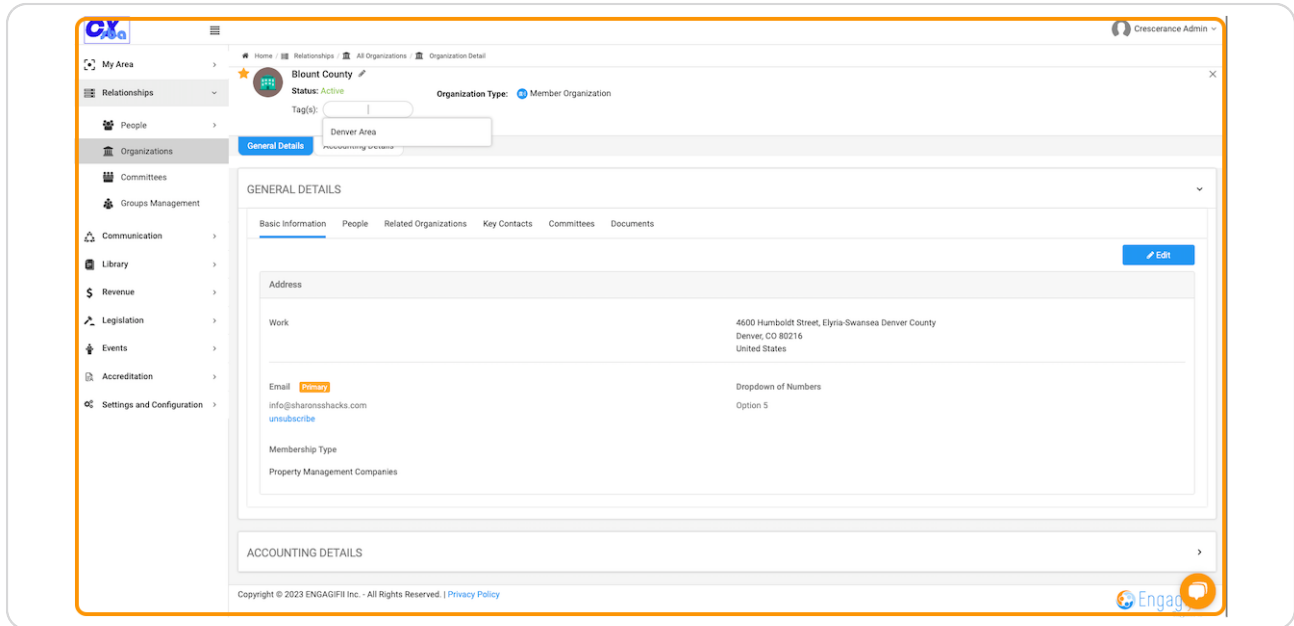 CX
sba
Crescerance Admin
My Area
Relationships
People
Organizations
Committees
Groups Management
Communication
Library
Revenue
Legislation
Events
Accreditation
Settings and Configuration
Home / Relationships / All Organizations / Organization Detail
Blount County
Status: Active
Organization Type: Member Organization
Tag(s):
Denver Area
General Details Accounting Details
GENERAL DETAILS
Basic Information People Related Organizations Key Contacts Committees Documents
Edit
Address
Work
4600 Humboldt Street, Elyria-Swansea Denver County
Denver, CO 80216
United States
Email Primary
Dropdown of Numbers
info@sharonsshacks.com
Option 5
unsubscribe
Membership Type
Property Management Companies
ACCOUNTING DETAILS
Copyright © 2023 ENGAGIFII Inc. - All Rights Reserved. | Privacy Policy